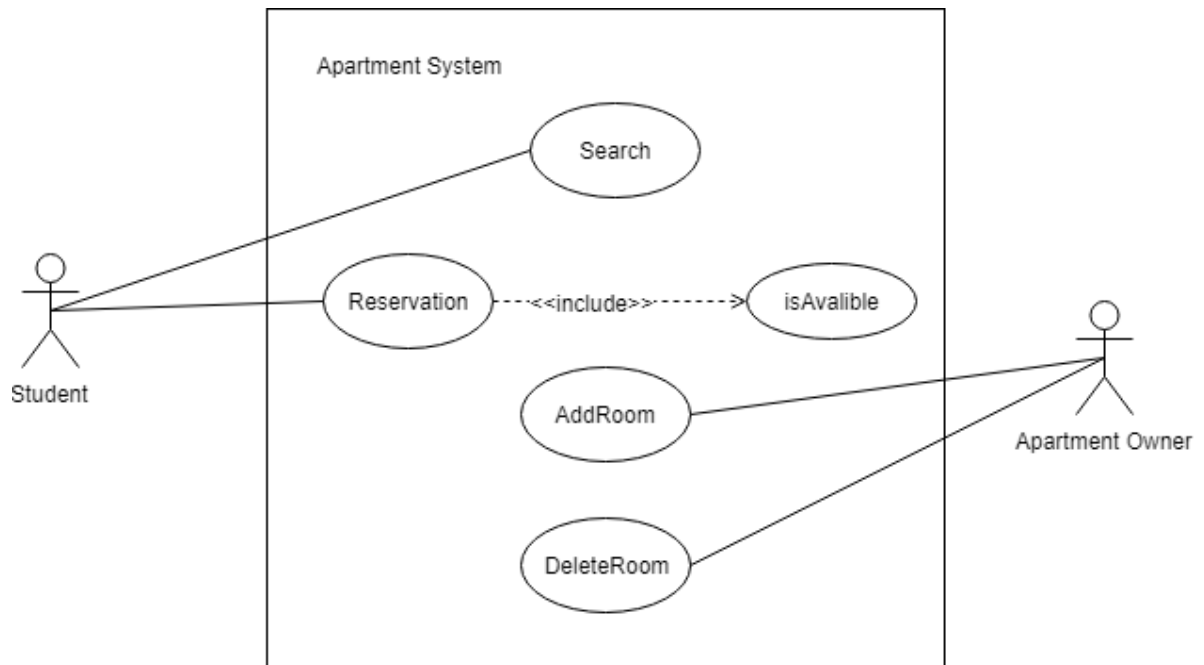 Apartment System
Search
Reservation
<<include>>
isAvalible
Student
AddRoom
Apartment Owner
DeleteRoom